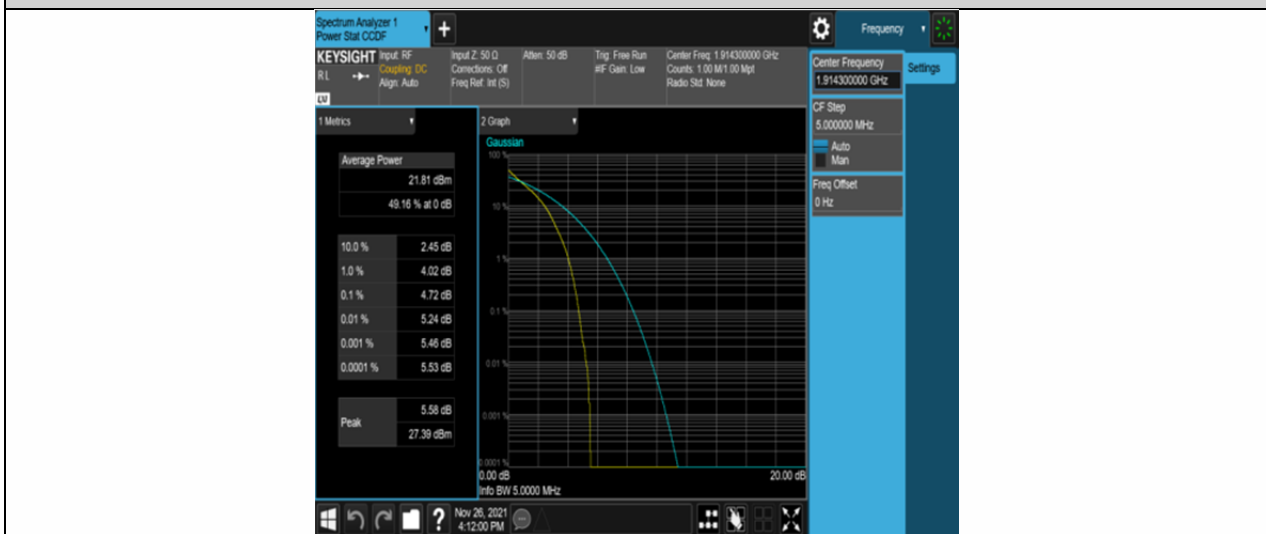 Spectrum Analyzer 1
Power Stat CCDF
+
Frequency
KEYSIGHT
Input: RF
Coupling: DC
Align: Auto
R L
LXI
Input Z: 50 Ω
Corrections: Off
Freq Ref: Int (S)
Atten: 50 dB
Trig: Free Run
#IF Gain: Low
Center Freq: 1.914300000 GHz
Counts: 1.00 M/1.00 Mpt
Radio Std: None
Center Frequency
1.914300000 GHz
Settings
CF Step
5.000000 MHz
Auto
Man
Freq Offset
0 Hz
1 Metrics
Average Power
21.81 dBm
49.16 % at 0 dB
10.0 % 2.45 dB
1.0 % 4.02 dB
0.1 % 4.72 dB
0.01 % 5.24 dB
0.001 % 5.46 dB
0.0001 % 5.53 dB
Peak 5.58 dB
27.39 dBm
2 Graph
Gaussian
100 %
10 %
1 %
0.1 %
0.01 %
0.001 %
0.0001 %
0.00 dB 20.00 dB
Info BW 5.0000 MHz
?
Nov 26, 2021
4:12:00 PM